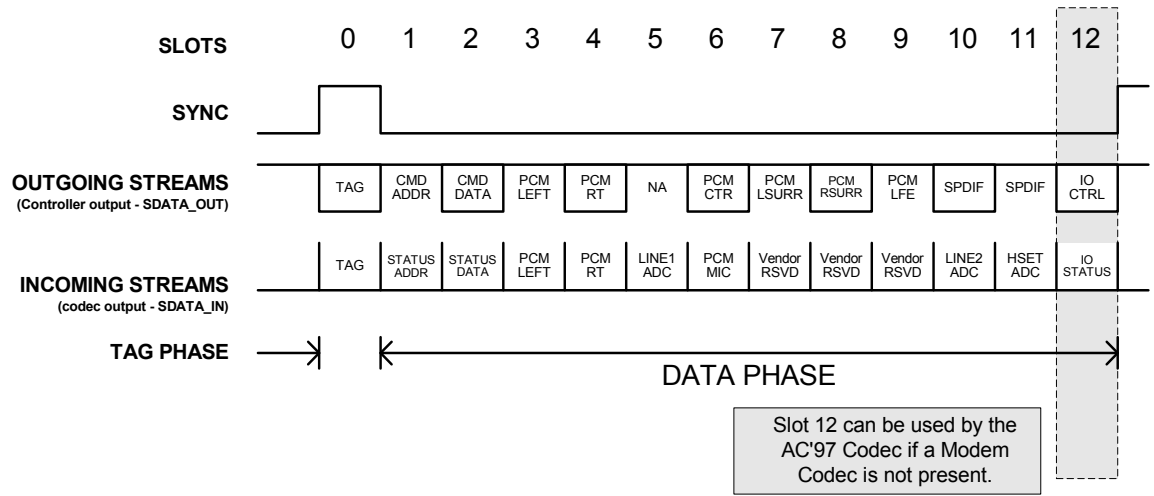 SLOTS 0 1 2 3 4 5 6 7 8 9 10 11 12
SYNC
OUTGOING STREAMS
(Controller output - SDATA_OUT)
TAG
CMD
ADDR
CMD
DATA
PCM
LEFT
PCM
RT
NA
PCM
CTR
PCM
LSURR
PCM
RSURR
PCM
LFE
SPDIF
SPDIF
IO
CTRL
INCOMING STREAMS
(codec output - SDATA_IN)
TAG
STATUS
ADDR
STATUS
DATA
PCM
LEFT
PCM
RT
LINE1
ADC
PCM
MIC
Vendor
RSVD
Vendor
RSVD
Vendor
RSVD
LINE2
ADC
HSET
ADC
IO
STATUS
TAG PHASE
DATA PHASE
Slot 12 can be used by the
AC'97 Codec if a Modem
Codec is not present.